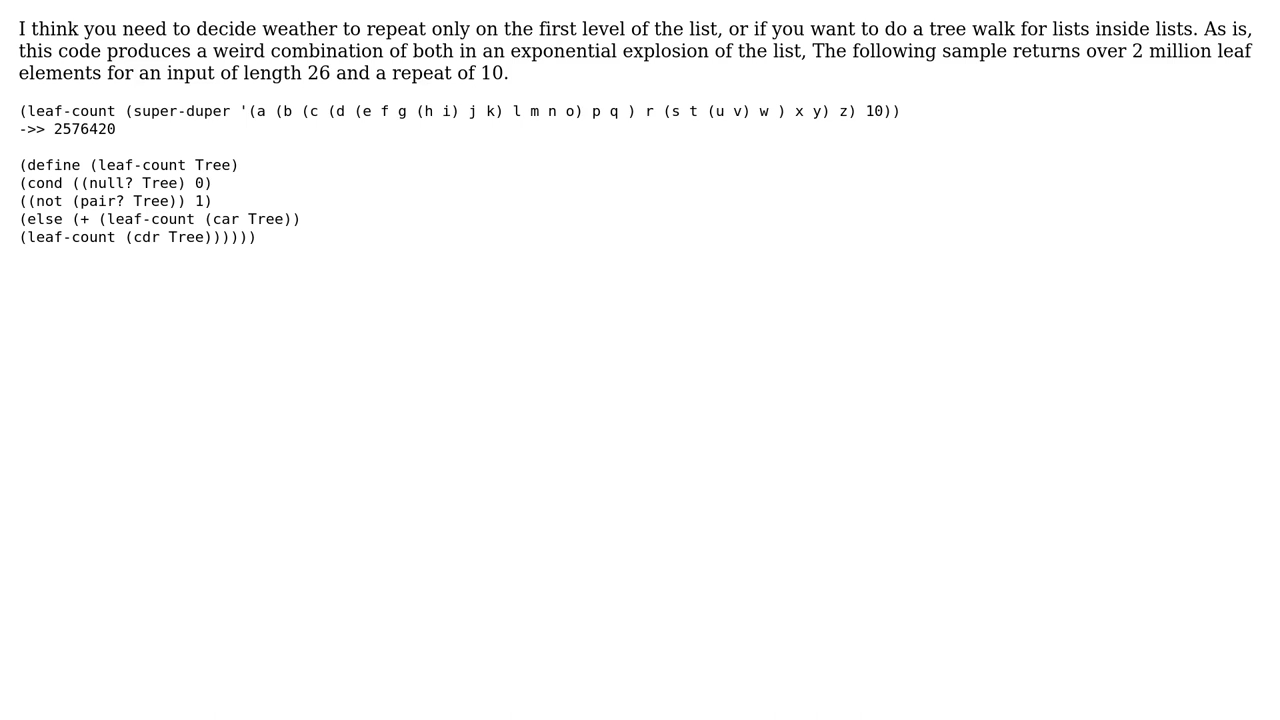 I think you need to decide weather to repeat only on the first level of the list, or if you want to do a tree walk for lists inside lists. As is,
this code produces a weird combination of both in an exponential explosion of the list, The following sample returns over 2 million leaf
elements for an input of length 26 and a repeat of 10.
(leaf-count (super-duper '(a (b (c (d (e f g (h i) j k) l m n o) p q ) r (s t (u v) w ) x y) z) 10))
->> 2576420
(define (leaf-count Tree)
(cond ((null? Tree) 0)
((not (pair? Tree)) 1)
(else (+ (leaf-count (car Tree))
(leaf-count (cdr Tree))))))